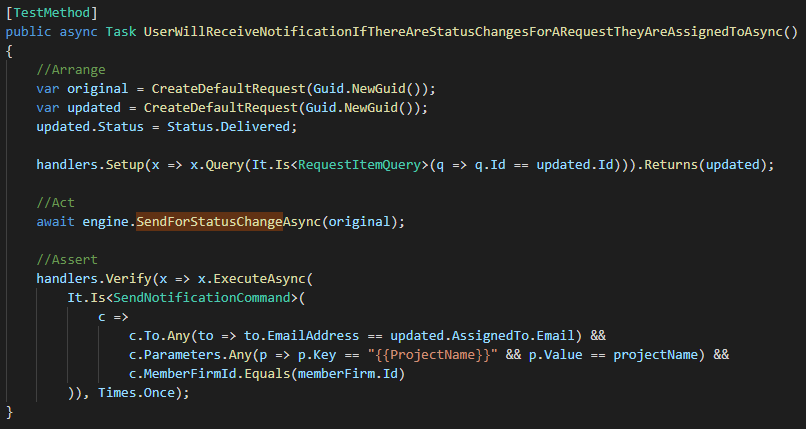 [TestMethod]
public async Task UserWillReceiveNotificationIfThereAreStatusChangesForARequestTheyAreAssignedToAsync()
{
    //Arrange
    var original = CreateDefaultRequest(Guid.NewGuid());
    var updated = CreateDefaultRequest(Guid.NewGuid());
    updated.Status = Status.Delivered;

    handlers.Setup(x => x.Query(It.Is<RequestItemQuery>(q => q.Id == updated.Id))).Returns(updated);

    //Act
    await engine.SendForStatusChangeAsync(original);

    //Assert
    handlers.Verify(x => x.ExecuteAsync(
        It.Is<SendNotificationCommand>(
            c =>
                c.To.Any(to => to.EmailAddress == updated.AssignedTo.Email) &&
                c.Parameters.Any(p => p.Key == "{{ProjectName}}" && p.Value == projectName) &&
                c.MemberFirmId.Equals(memberFirm.Id)
        )), Times.Once);
}